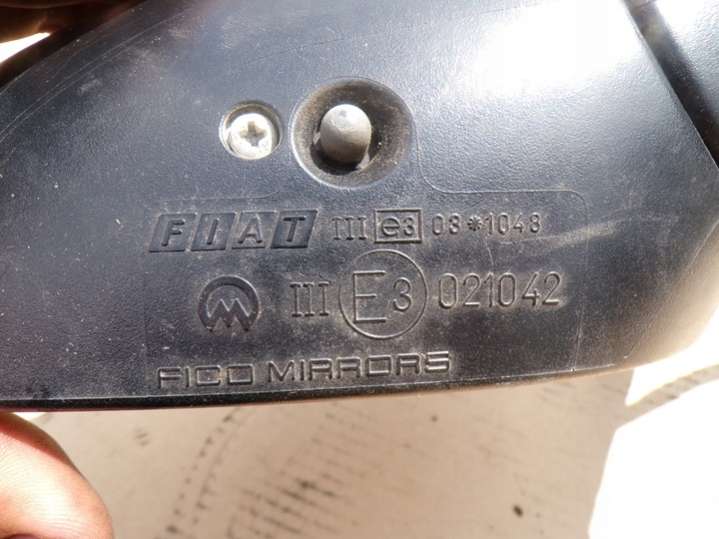 FIAT III e3 03*1048
III E3 021042
FICO MIRRORS